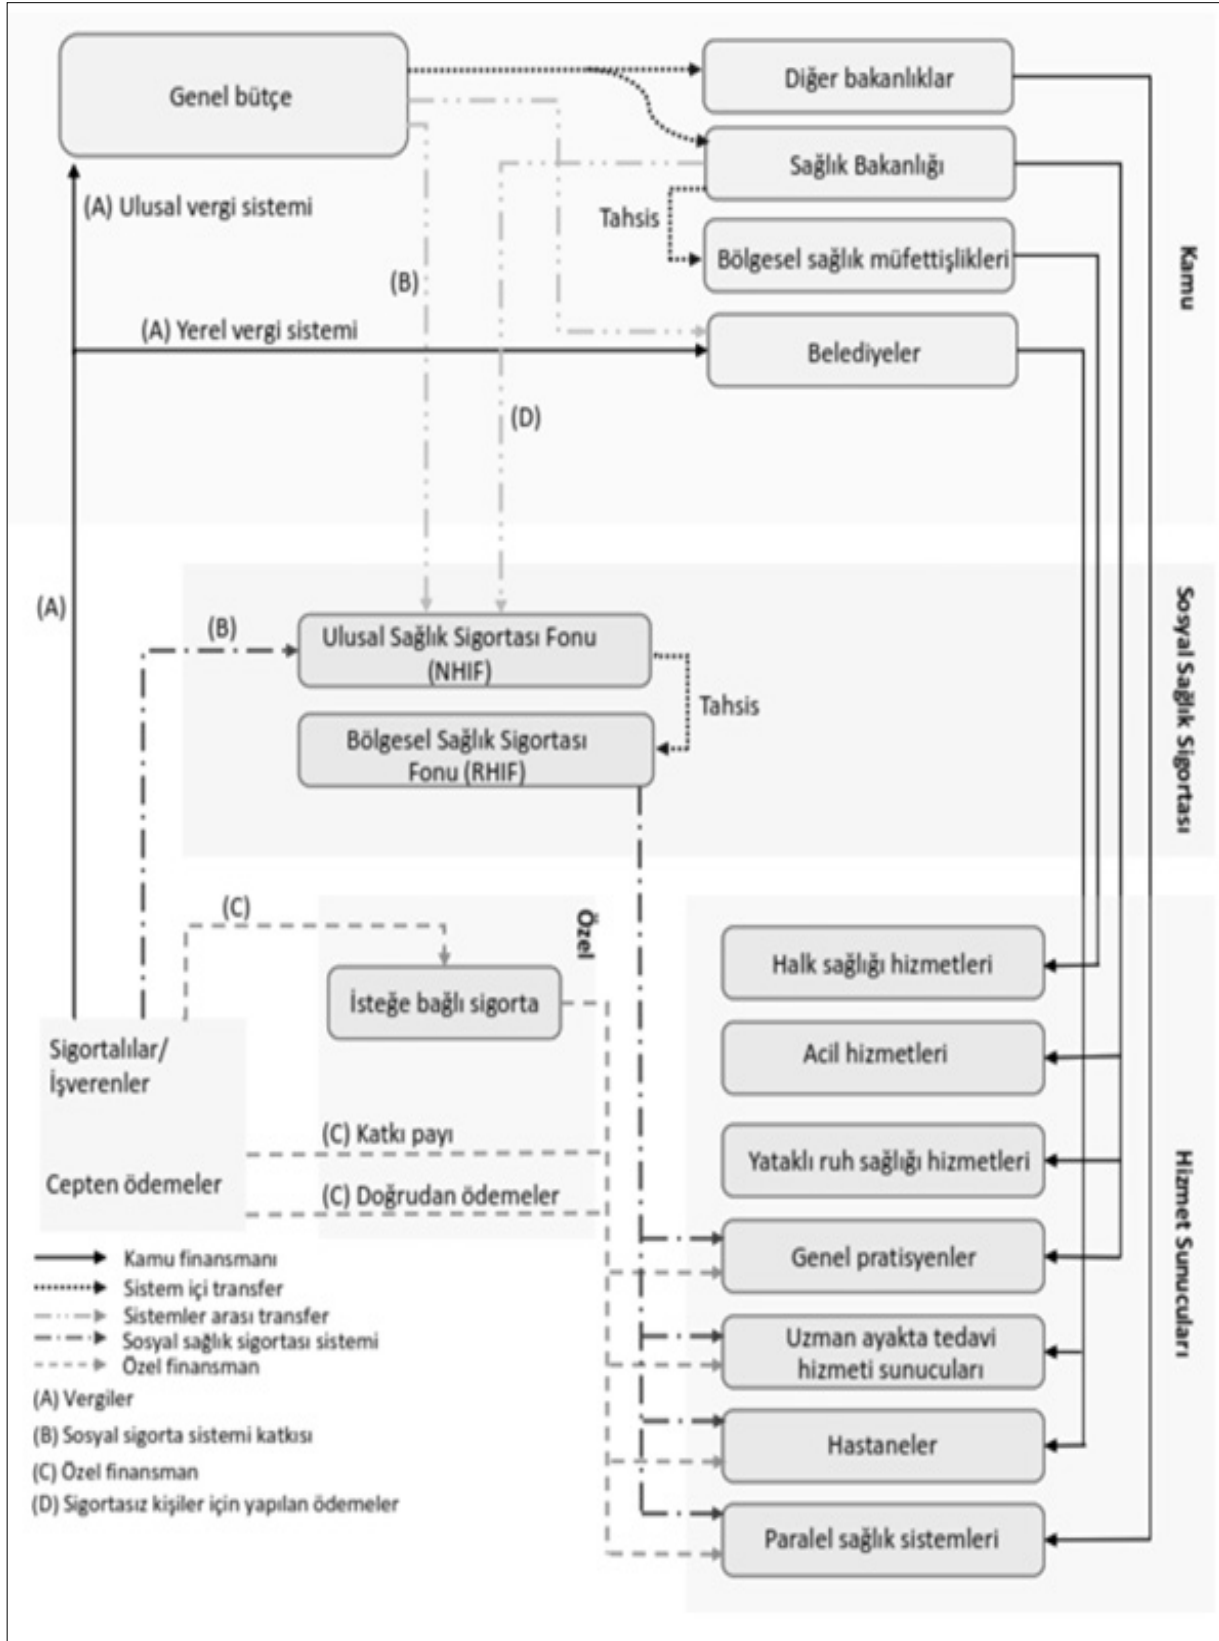 Genel bütçe
Diğer bakanlıklar
Sağlık Bakanlığı
(A) Ulusal vergi sistemi
Tahsis
Bölgesel sağlık müfettişlikleri
Kamu
(B)
(A) Yerel vergi sistemi
Belediyeler
(D)
(A)
(B)
Ulusal Sağlık Sigortası Fonu
(NHIF)
Sosyal Sağlık Sigortası
Tahsis
Bölgesel Sağlık Sigortası
Fonu (RHIF)
(C)
Özel
İsteğe bağlı sigorta
Halk sağlığı hizmetleri
Sigortalılar/
İşverenler
Acil hizmetleri
(C) Katkı payı
Yataklı ruh sağlığı hizmetleri
Cepten ödemeler
(C) Doğrudan ödemeler
Hizmet Sunucuları
Genel pratisyenler
Uzman ayakta tedavi
hizmeti sunucuları
Hastaneler
Paralel sağlık sistemleri
Kamu finansmanı
Sistem içi transfer
Sistemler arası transfer
Sosyal sağlık sigortası sistemi
Özel finansman
(A) Vergiler
(B) Sosyal sigorta sistemi katkısı
(C) Özel finansman
(D) Sigortasız kişiler için yapılan ödemeler